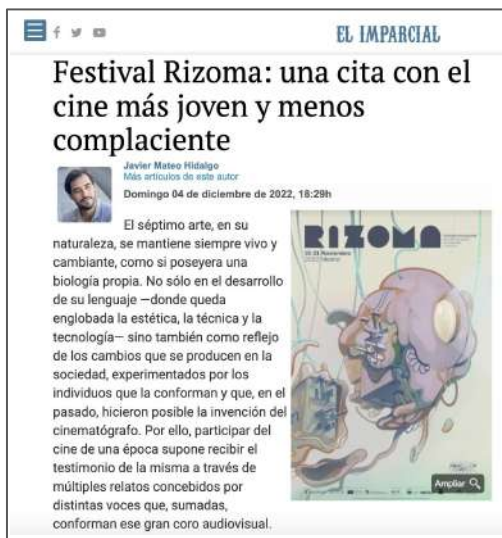 EL IMPARCIAL
Festival Rizoma: una cita con el
cine más joven y menos
complaciente
Javier Mateo Hidalgo
Más artículos de este autor
Domingo 04 de diciembre de 2022, 18:29h
El séptimo arte, en su
naturaleza, se mantiene siempre vivo y
cambiante, como si poseyera una
biología propia. No sólo en el desarrollo
de su lenguaje —donde queda
englobada la estética, la técnica y la
tecnología— sino también como reflejo
de los cambios que se producen en la
sociedad, experimentados por los
individuos que la conforman y que, en el
pasado, hicieron posible la invención del
cinematógrafo. Por ello, participar del
cine de una época supone recibir el
testimonio de la misma a través de
múltiples relatos concebidos por
distintas voces que, sumadas,
conforman ese gran coro audiovisual.
RIZOMA
Ampliar